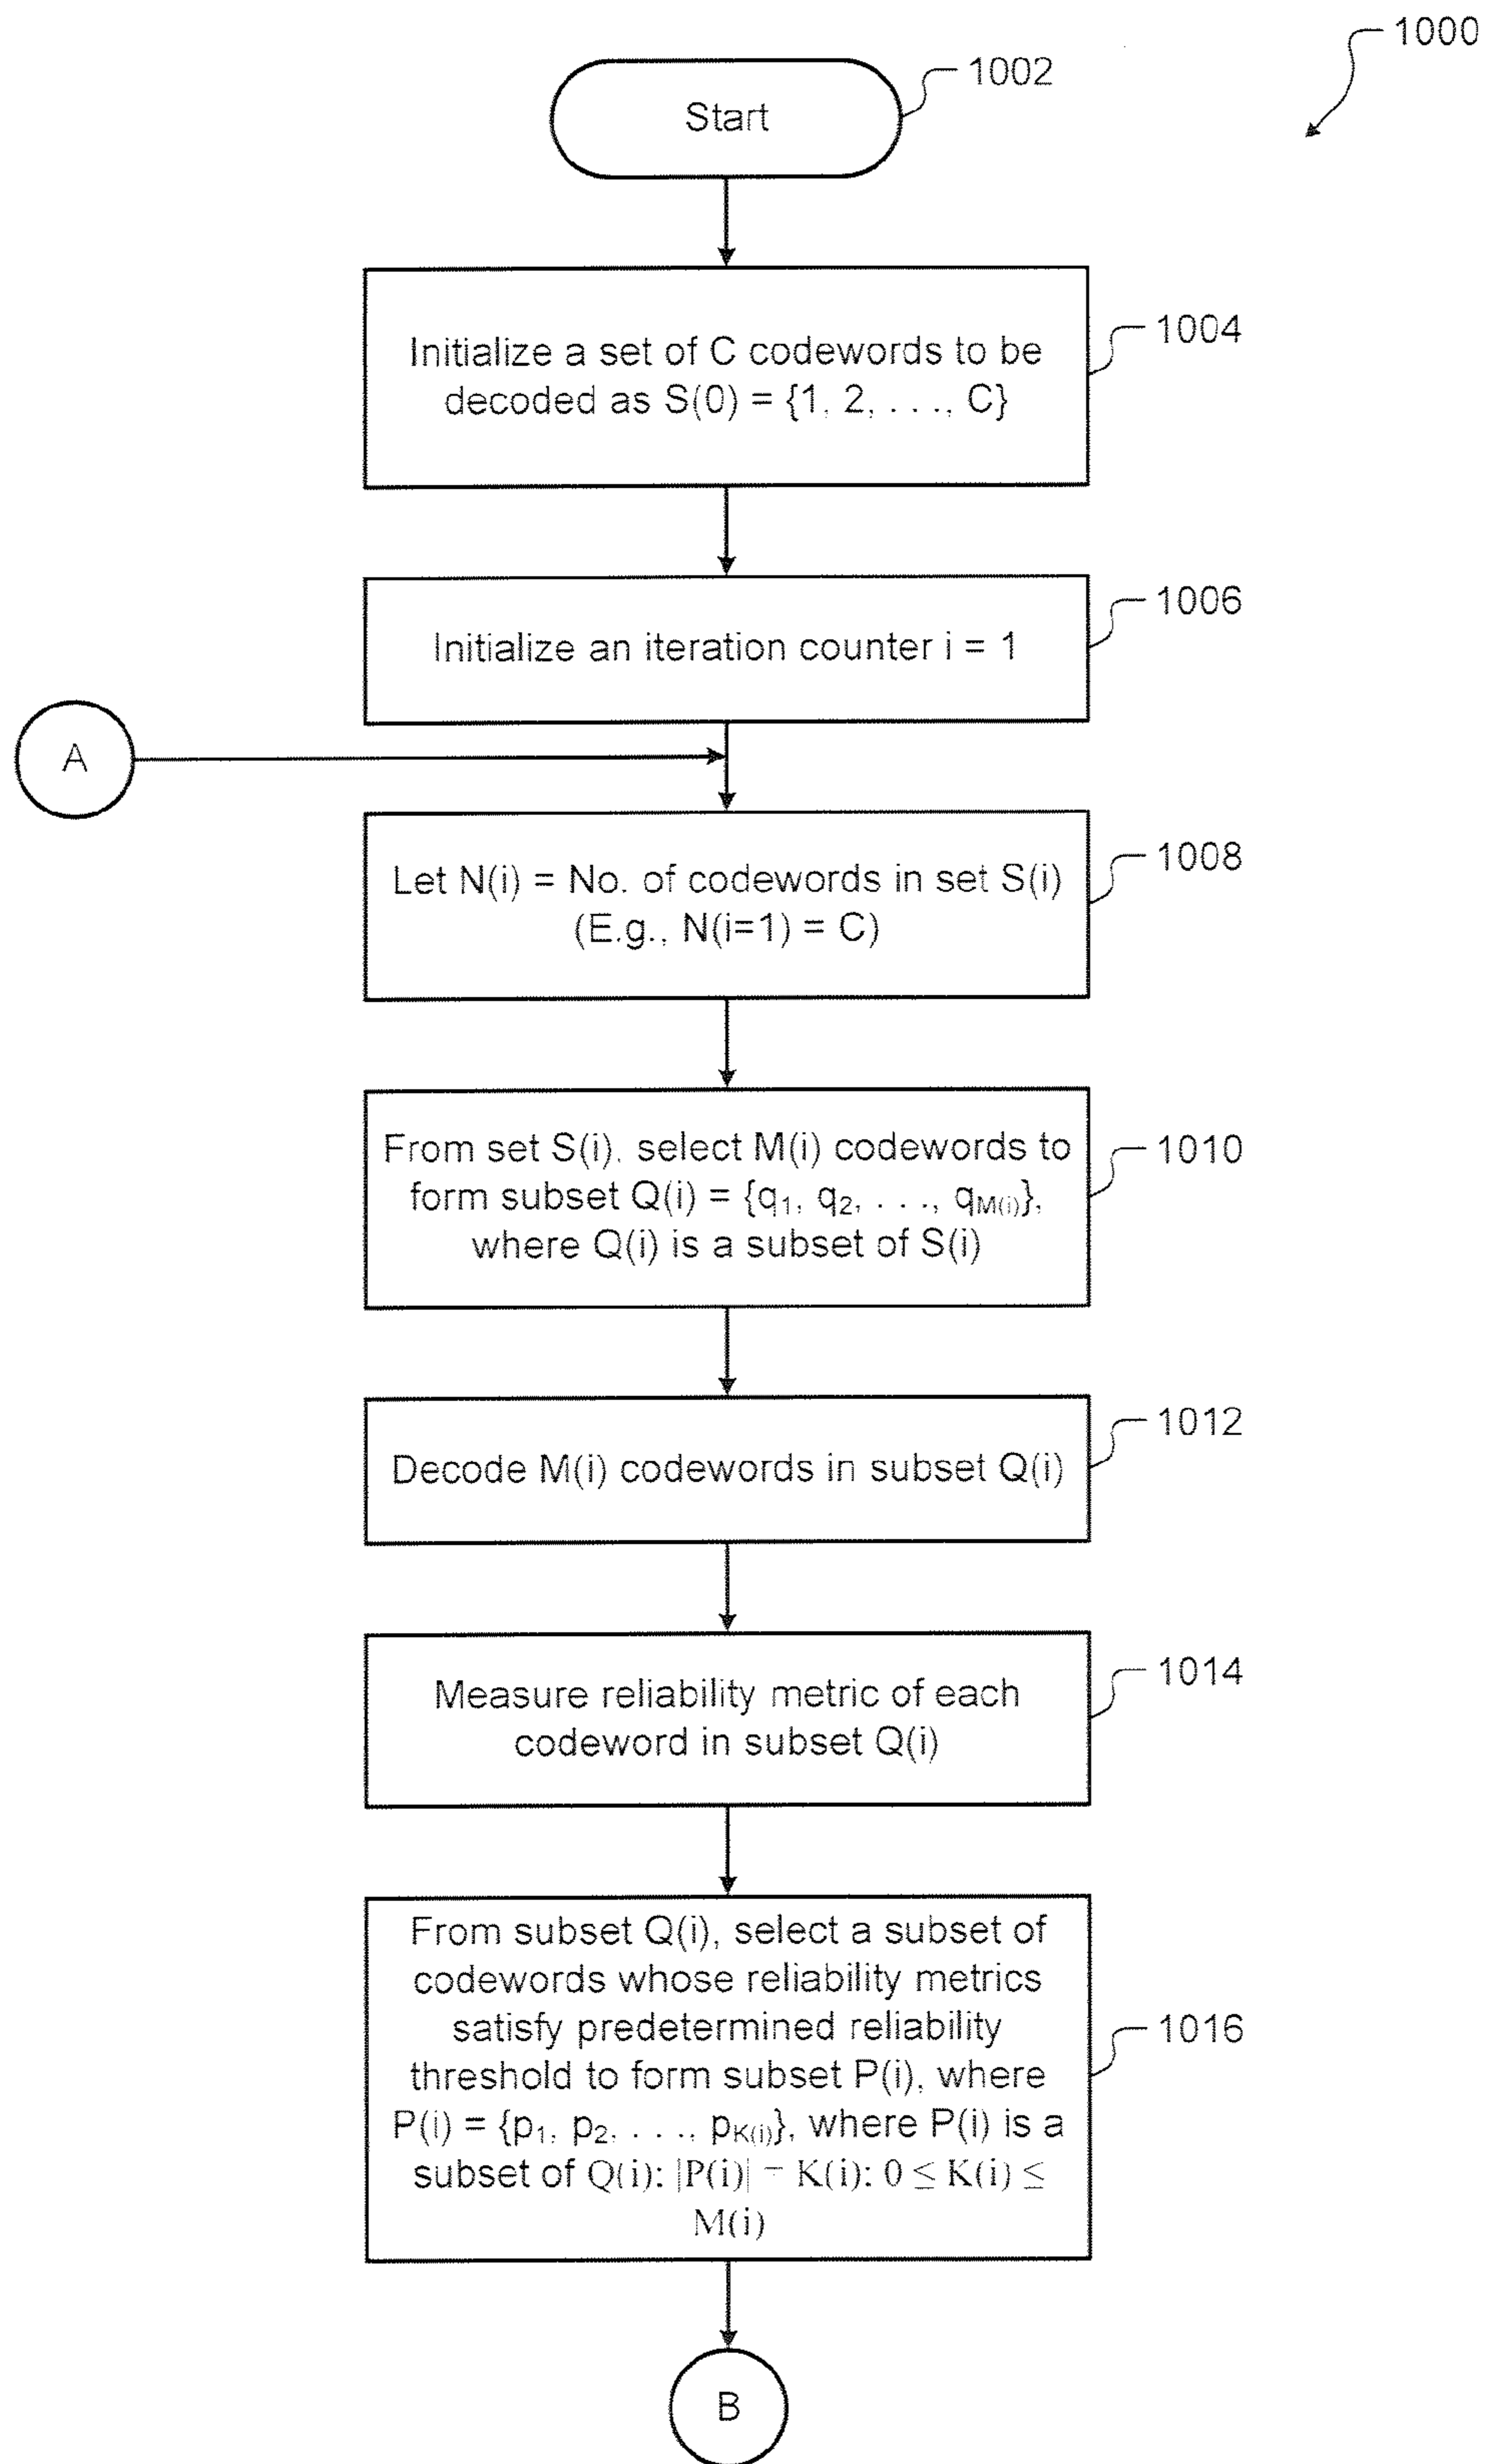 1000
Start
1002
Initialize a set of C codewords to be
decoded as S(0) = {1, 2, . . ., C}
1004
Initialize an iteration counter i = 1
1006
A
Let N(i) = No. of codewords in set S(i)
(E.g., N(i=1) = C)
1008
From set S(i), select M(i) codewords to
form subset Q(i) = {q₁, q₂, . . ., q_M(i)},
where Q(i) is a subset of S(i)
1010
Decode M(i) codewords in subset Q(i)
1012
Measure reliability metric of each
codeword in subset Q(i)
1014
From subset Q(i), select a subset of
codewords whose reliability metrics
satisfy predetermined reliability
threshold to form subset P(i), where
P(i) = {p₁, p₂, . . ., p_K(i)}, where P(i) is a
subset of Q(i): |P(i)| = K(i): 0 ≤ K(i) ≤
M(i)
1016
B